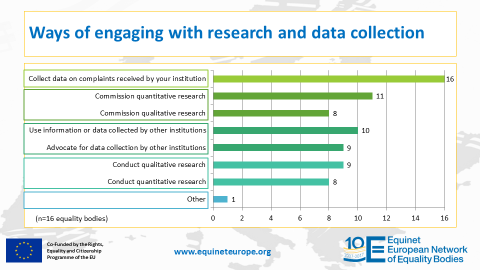 Ways of engaging with research and data collection
Collect data on complaints received by your institution
16
Commission quantitative research
11
Commission qualitative research
8
Use information or data collected by other institutions
10
Advocate for data collection by other institutions
9
Conduct qualitative research
9
Conduct quantitative research
8
Other
1
0 2 4 6 8 10 12 14 16
(n=16 equality bodies)
Co-Funded by the Rights,
Equality and Citizenship
Programme of the EU
www.equineteurope.org
10
Equinet
European Network
of Equality Bodies